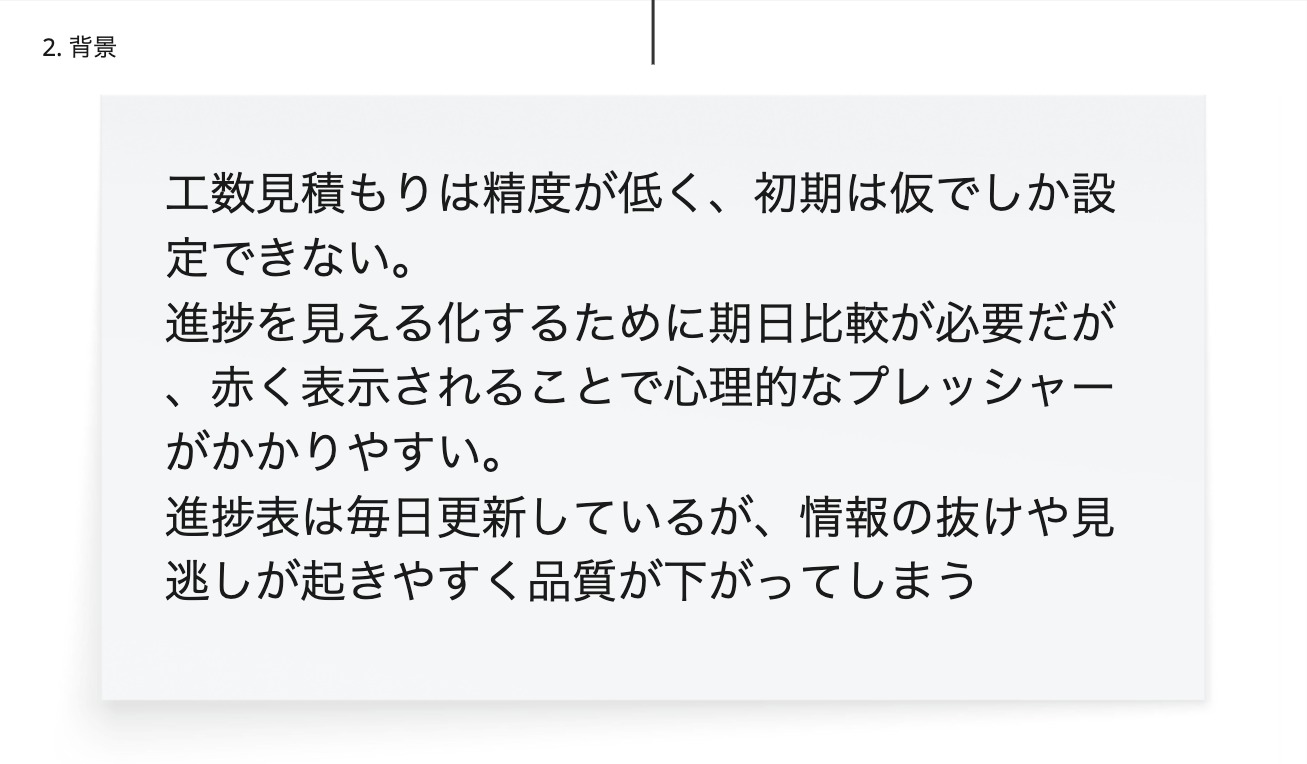 2. 背景
工数見積もりは精度が低く、初期は仮でしか設
定できない。
進捗を見える化するために期日比較が必要だが
、赤く表示されることで心理的なプレッシャー
がかかりやすい。
進捗表は毎日更新しているが、情報の抜けや見
逃しが起きやすく品質が下がってしまう